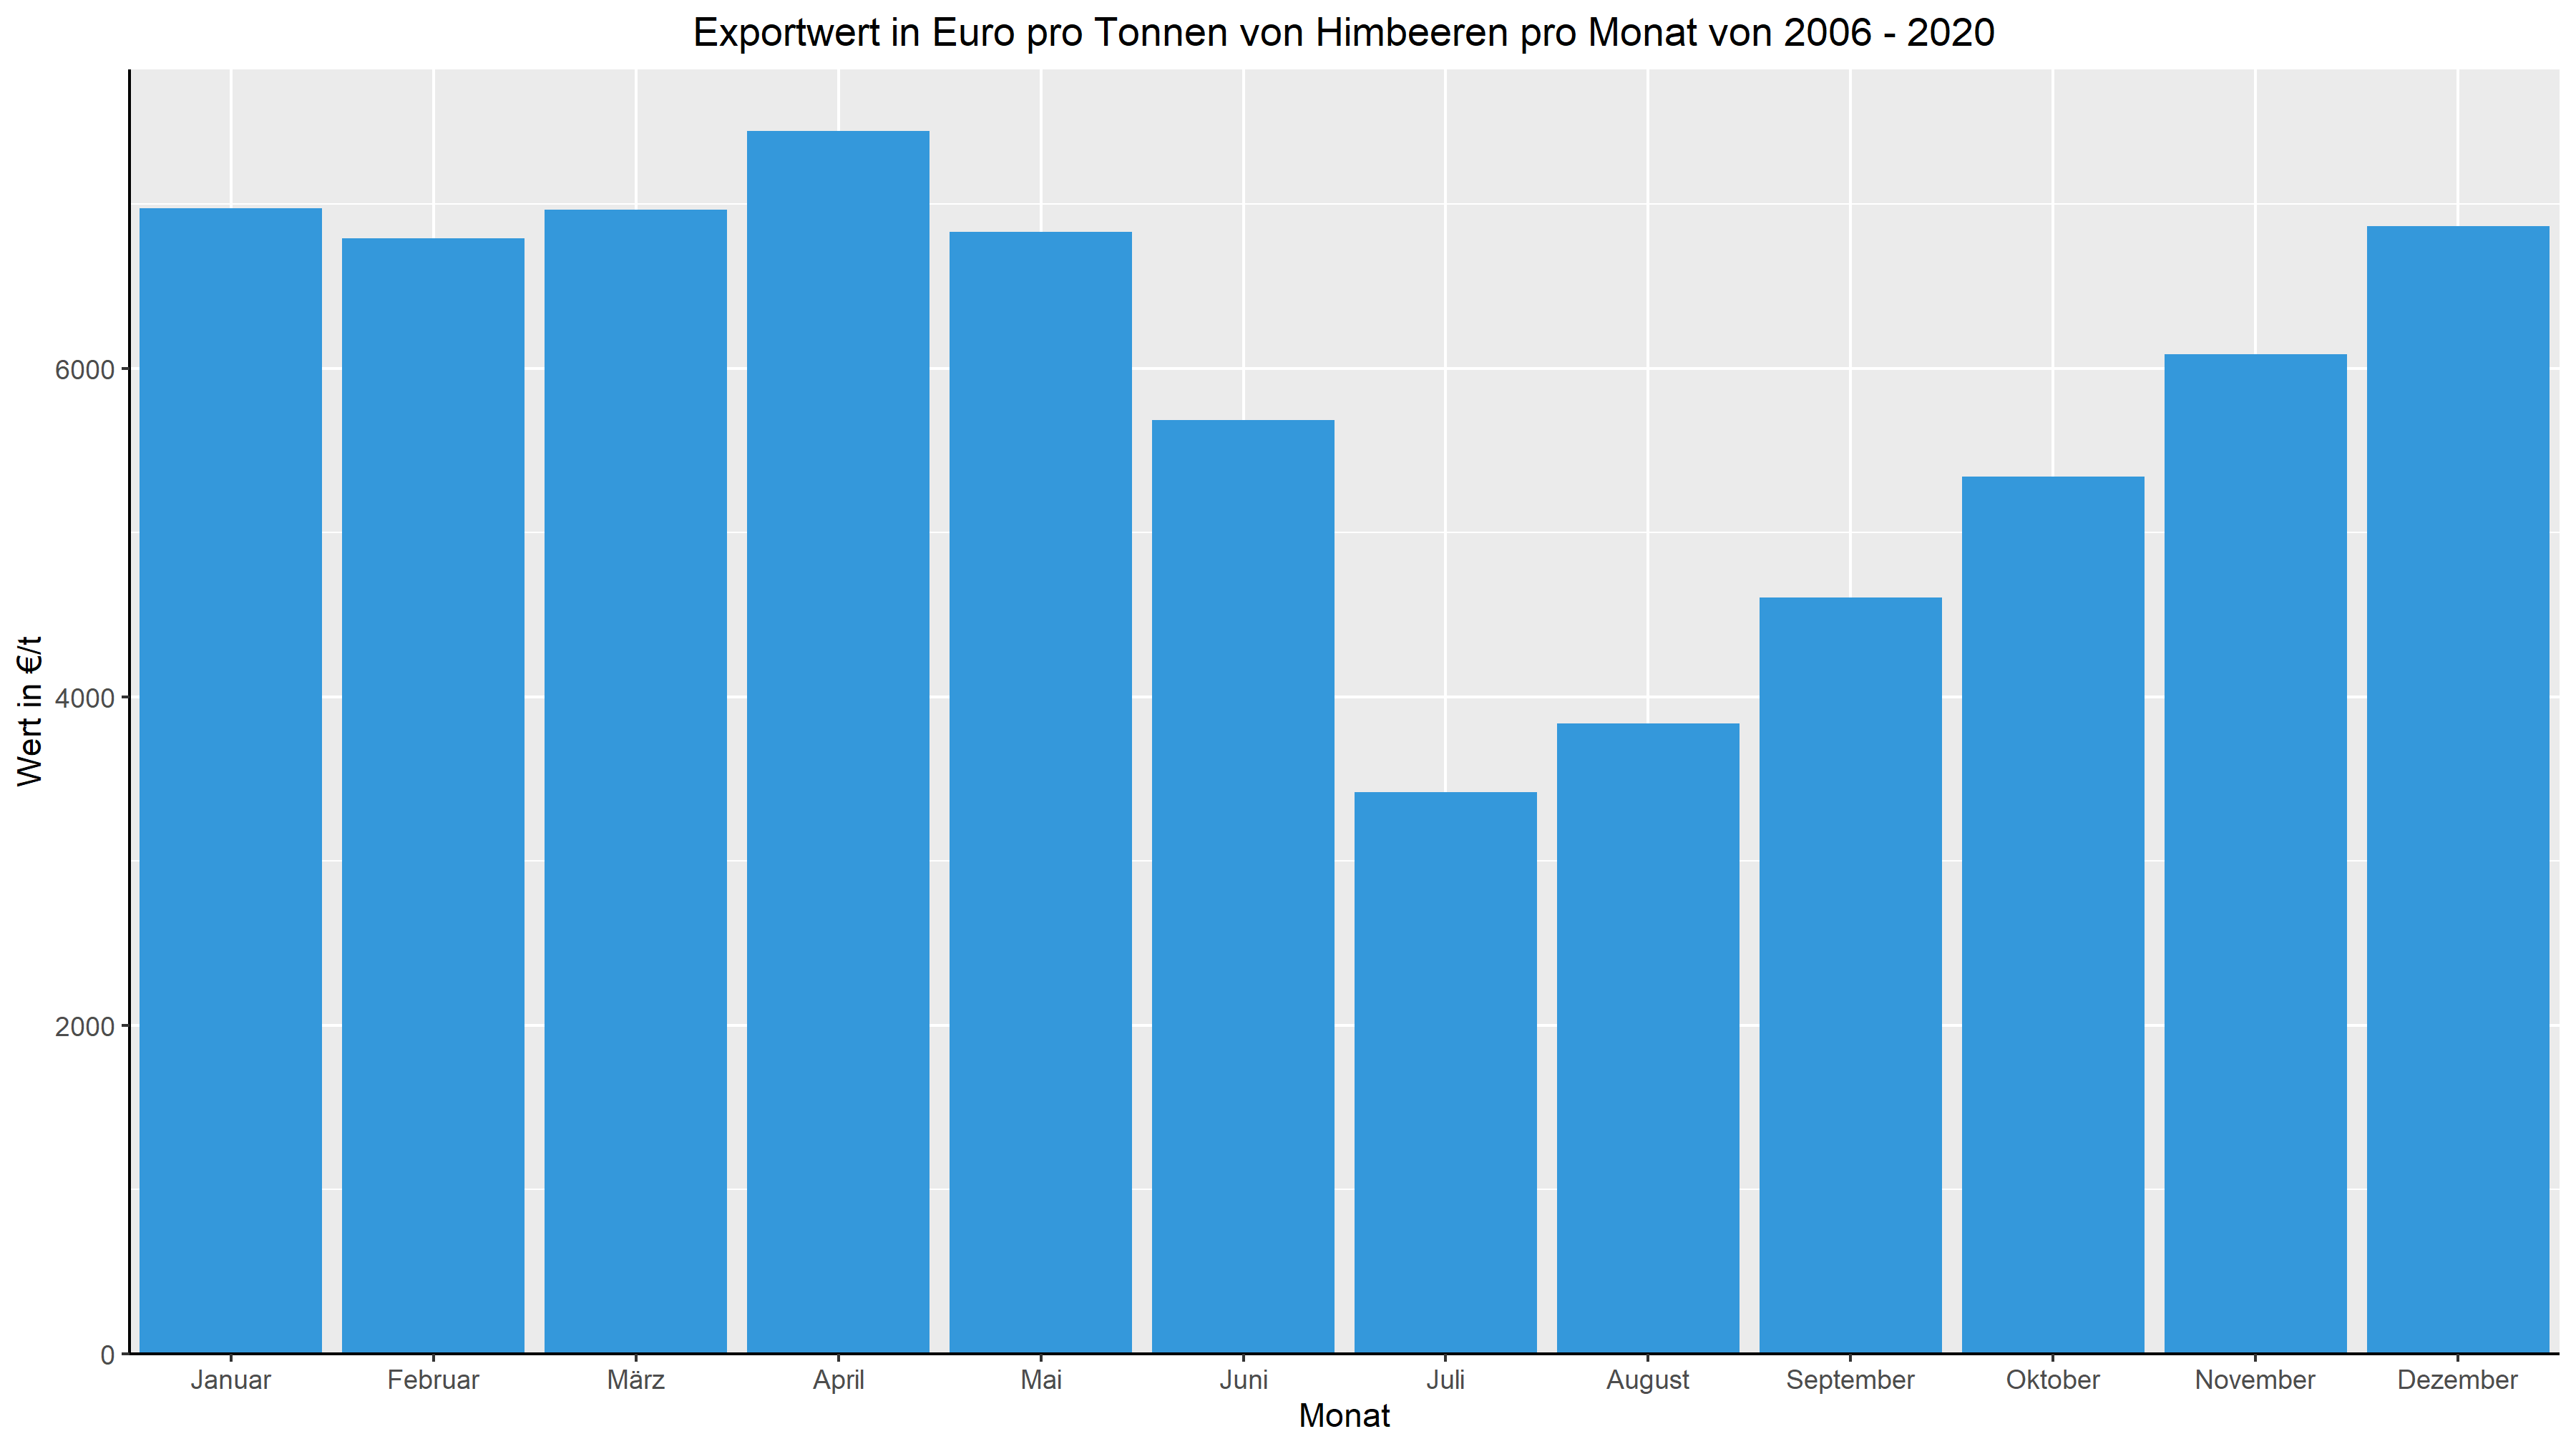 Exportwert in Euro pro Tonnen von Himbeeren pro Monat von 2006 - 2020
Wert in €/t
6000
4000
2000
0
Januar Februar März April Mai Juni Juli August September Oktober November Dezember
Monat